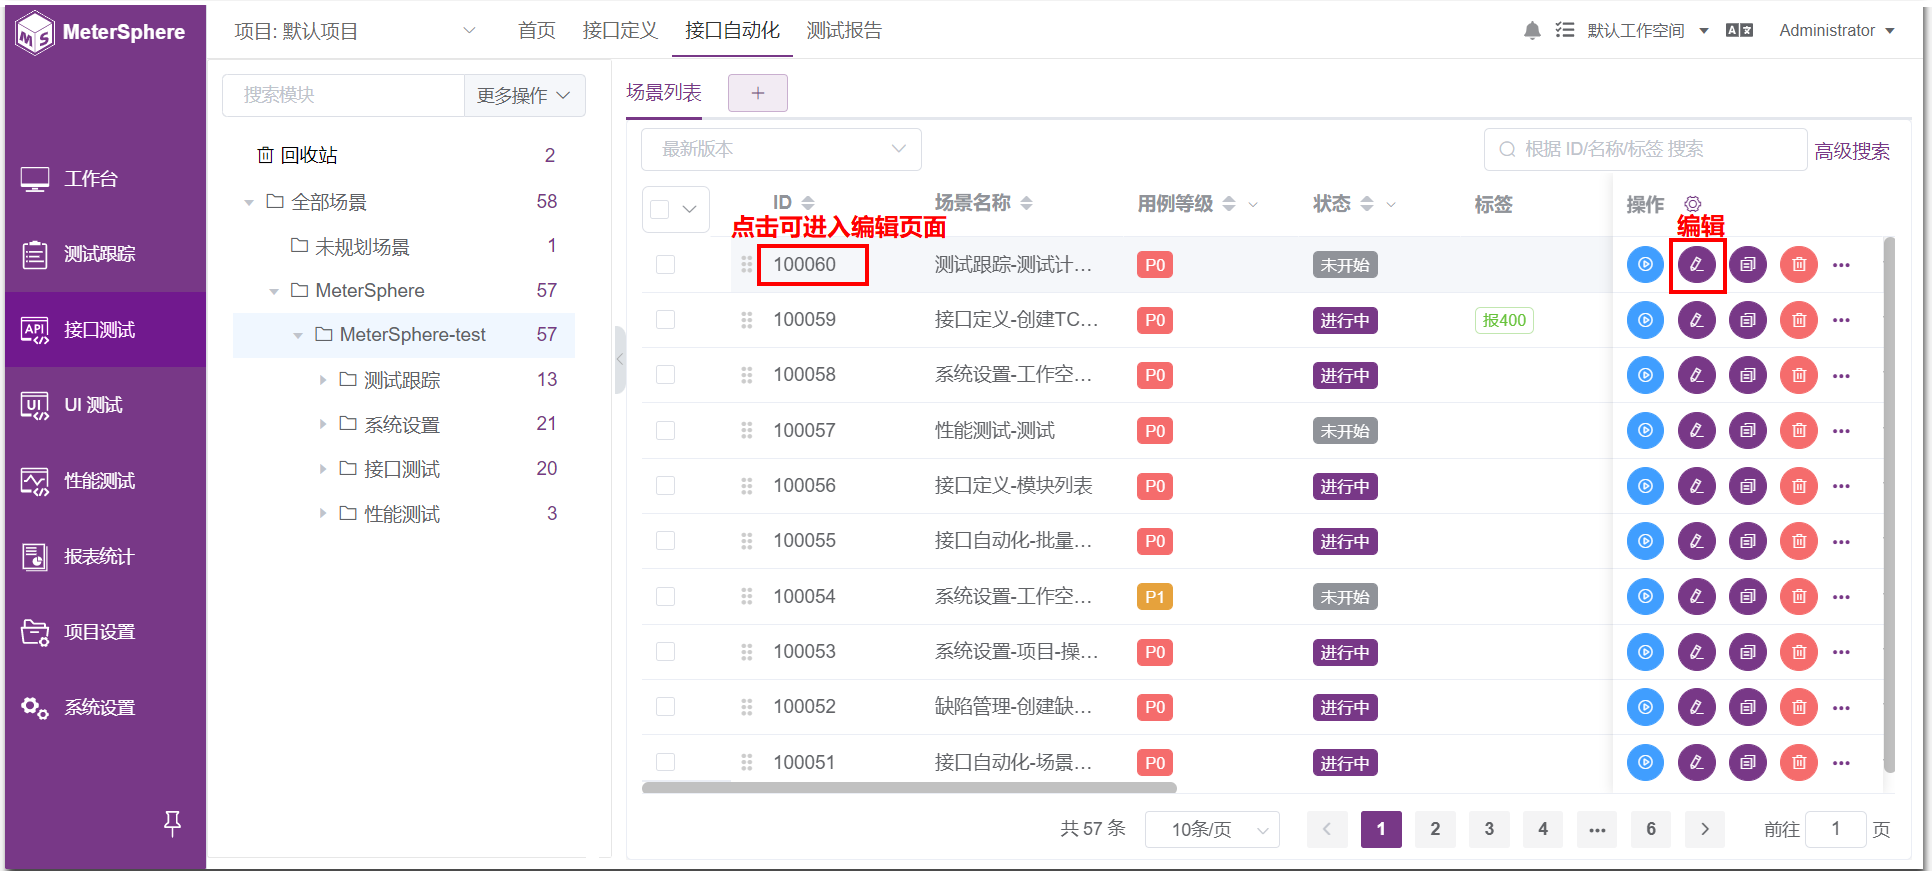 MS MeterSphere
项目: 默认项目
首页 接口定义 接口自动化 测试报告
默认工作空间 Administrator
工作台
测试跟踪
接口测试
UI 测试
性能测试
报表统计
项目设置
系统设置
搜索模块 更多操作
回收站 2
全部场景 58
未规划场景 1
MeterSphere 57
MeterSphere-test 57
测试跟踪 13
系统设置 21
接口测试 20
性能测试 3
场景列表 +
最新版本 根据 ID/名称/标签 搜索 高级搜索
ID 场景名称 用例等级 状态 标签 操作
点击可进入编辑页面 编辑
100060 测试跟踪-测试计... P0 未开始
100059 接口定义-创建TC... P0 进行中 报400
100058 系统设置-工作空... P0 进行中
100057 性能测试-测试 P0 未开始
100056 接口定义-模块列表 P0 进行中
100055 接口自动化-批量... P0 进行中
100054 系统设置-工作空... P1 未开始
100053 系统设置-项目-操... P0 进行中
100052 缺陷管理-创建缺... P0 进行中
100051 接口自动化-场景... P0 进行中
共 57 条 10条/页 1 2 3 4 ... 6 前往 1 页